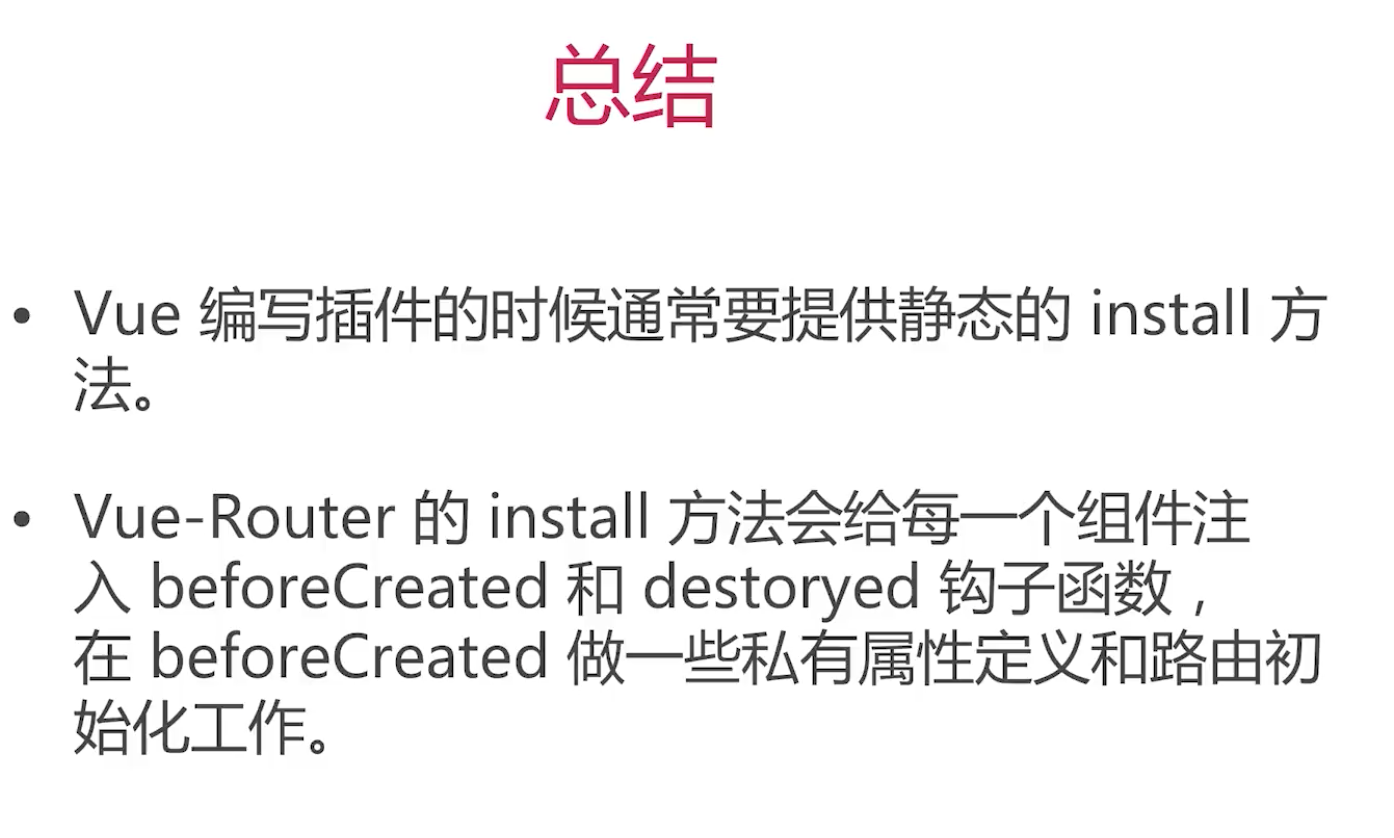 总结
• Vue 编写插件的时候通常要提供静态的 install 方
法。
• Vue-Router 的 install 方法会给每一个组件注
入 beforeCreated 和 destoryed 钩子函数，
在 beforeCreated 做一些私有属性定义和路由初
始化工作。